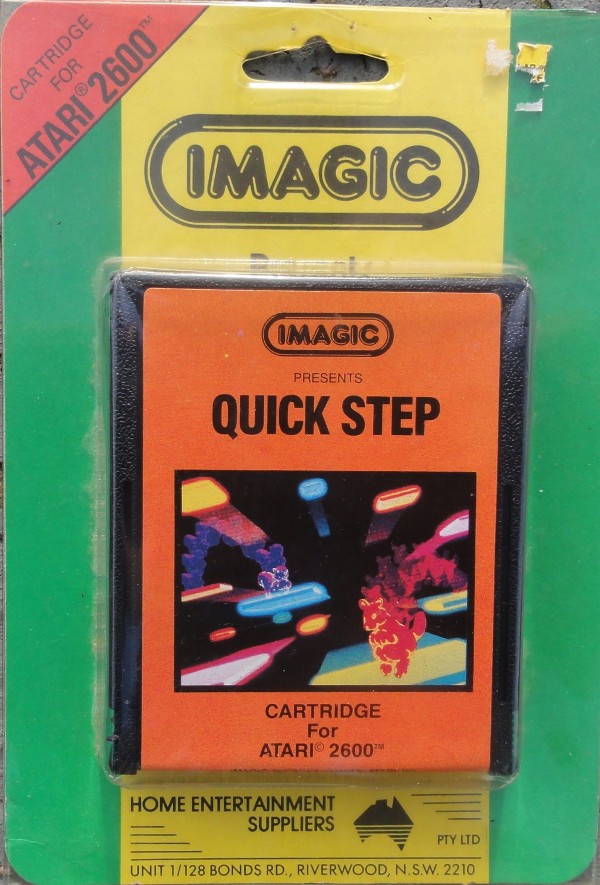 CARTRIDGE
FOR
ATARI® 2600™
IMAGIC
IMAGIC
PRESENTS
QUICK STEP
CARTRIDGE
For
ATARI© 2600™
HOME ENTERTAINMENT
SUPPLIERS
PTY LTD
UNIT 1/128 BONDS RD., RIVERWOOD, N.S.W. 2210